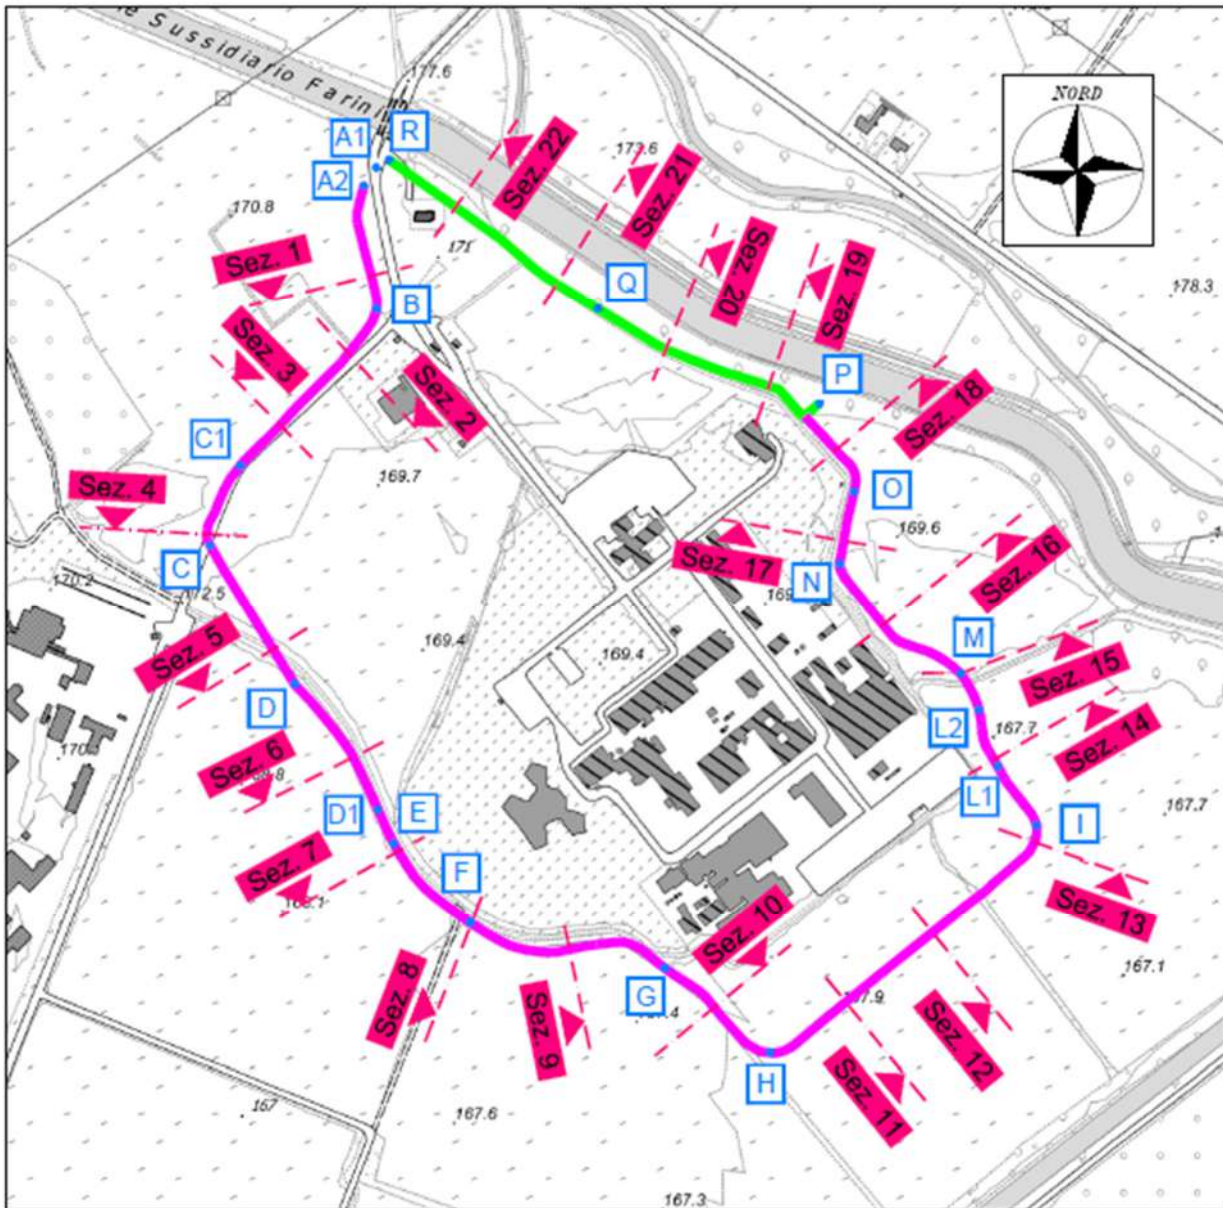 le Sussidiario Farin
177.6
NORD
A1
R
A2
Sez. 22
173.6
Sez. 21
170.8
171
Sez. 20
Sez. 19
178.3
Sez. 1
B
Q
Sez. 3
Sez. 2
P
Sez. 18
C1
169.7
Sez. 4
O
169.6
C
Sez. 17
N
Sez. 16
170.2
172.5
169.4
169.4
M
Sez. 5
Sez. 15
D
L2
167.7
Sez. 14
Sez. 6
L1
D1
E
I
167.7
Sez. 7
F
Sez. 10
Sez. 13
Sez. 8
G
167.1
Sez. 9
167.9
Sez. 12
H
Sez. 11
167
167.6
167.3